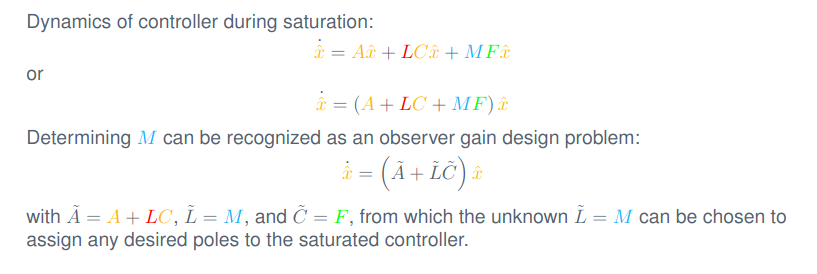 Dynamics of controller during saturation:
$\dot{\hat{x}} = A\hat{x} + LC\hat{x} + MF\hat{x}$
or
$\dot{\hat{x}} = (A + LC + MF)\,\hat{x}$
Determining $M$ can be recognized as an observer gain design problem:
$\dot{\hat{x}} = \left(\tilde{A} + \tilde{L}\tilde{C}\right)\hat{x}$
with $\tilde{A} = A + LC$, $\tilde{L} = M$, and $\tilde{C} = F$, from which the unknown $\tilde{L} = M$ can be chosen to
assign any desired poles to the saturated controller.